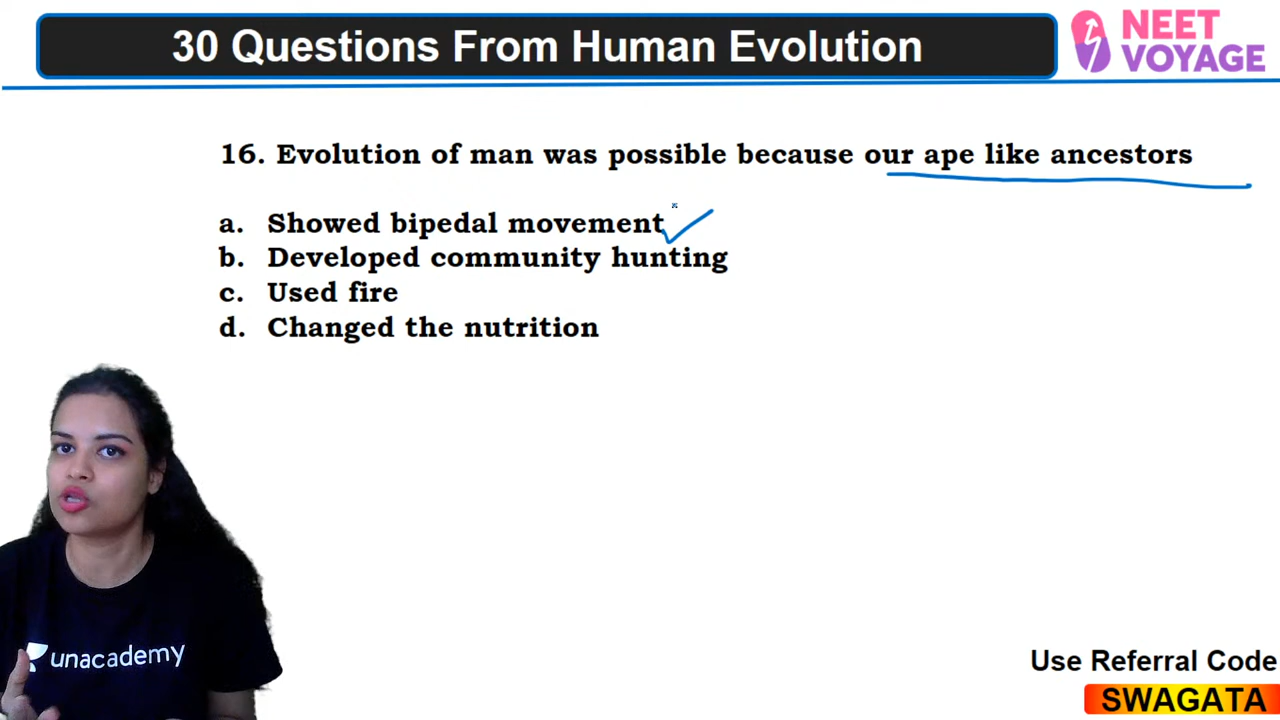 30 Questions From Human Evolution
NEET
VOYAGE
16. Evolution of man was possible because our ape like ancestors
a. Showed bipedal movement
b. Developed community hunting
c. Used fire
d. Changed the nutrition
unacademy
Use Referral Code
SWAGATA